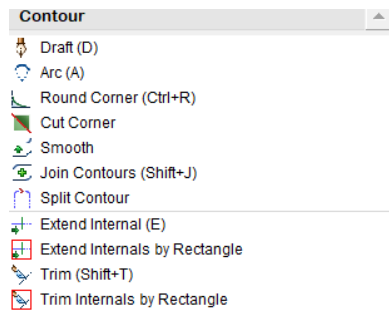 Contour
Draft (D)
Arc (A)
Round Corner (Ctrl+R)
Cut Corner
Smooth
Join Contours (Shift+J)
Split Contour
Extend Internal (E)
Extend Internals by Rectangle
Trim (Shift+T)
Trim Internals by Rectangle